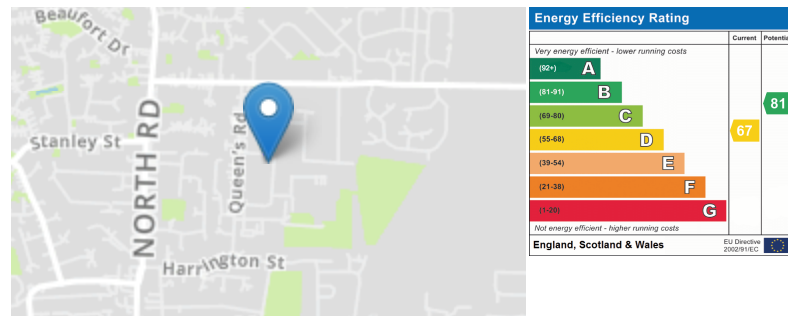 Beaufort Dr
Stanley St
NORTH RD
Queen's Rd
Harrington St
Energy Efficiency Rating
Current
Potentia
Very energy efficient - lower running costs
(92+) A
(81-91) B
81
(69-80) C
(55-68) D
67
(39-54) E
(21-38) F
(1-20) G
Not energy efficient - higher running costs
England, Scotland & Wales
EU Directive
2002/91/EC